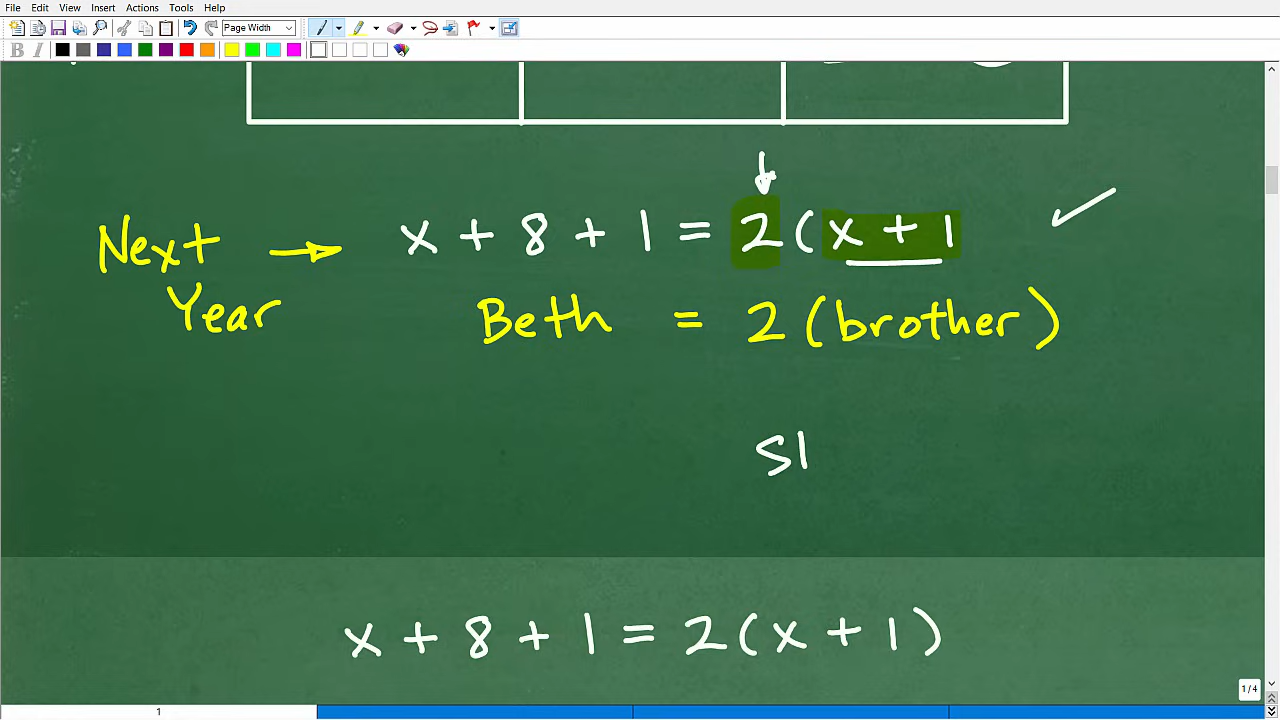 File Edit View Insert Actions Tools Help
Page Width
B I
Next → x + 8 + 1 = 2(x + 1
Year Beth = 2(brother)
SI
x + 8 + 1 = 2(x + 1)
1/4
1